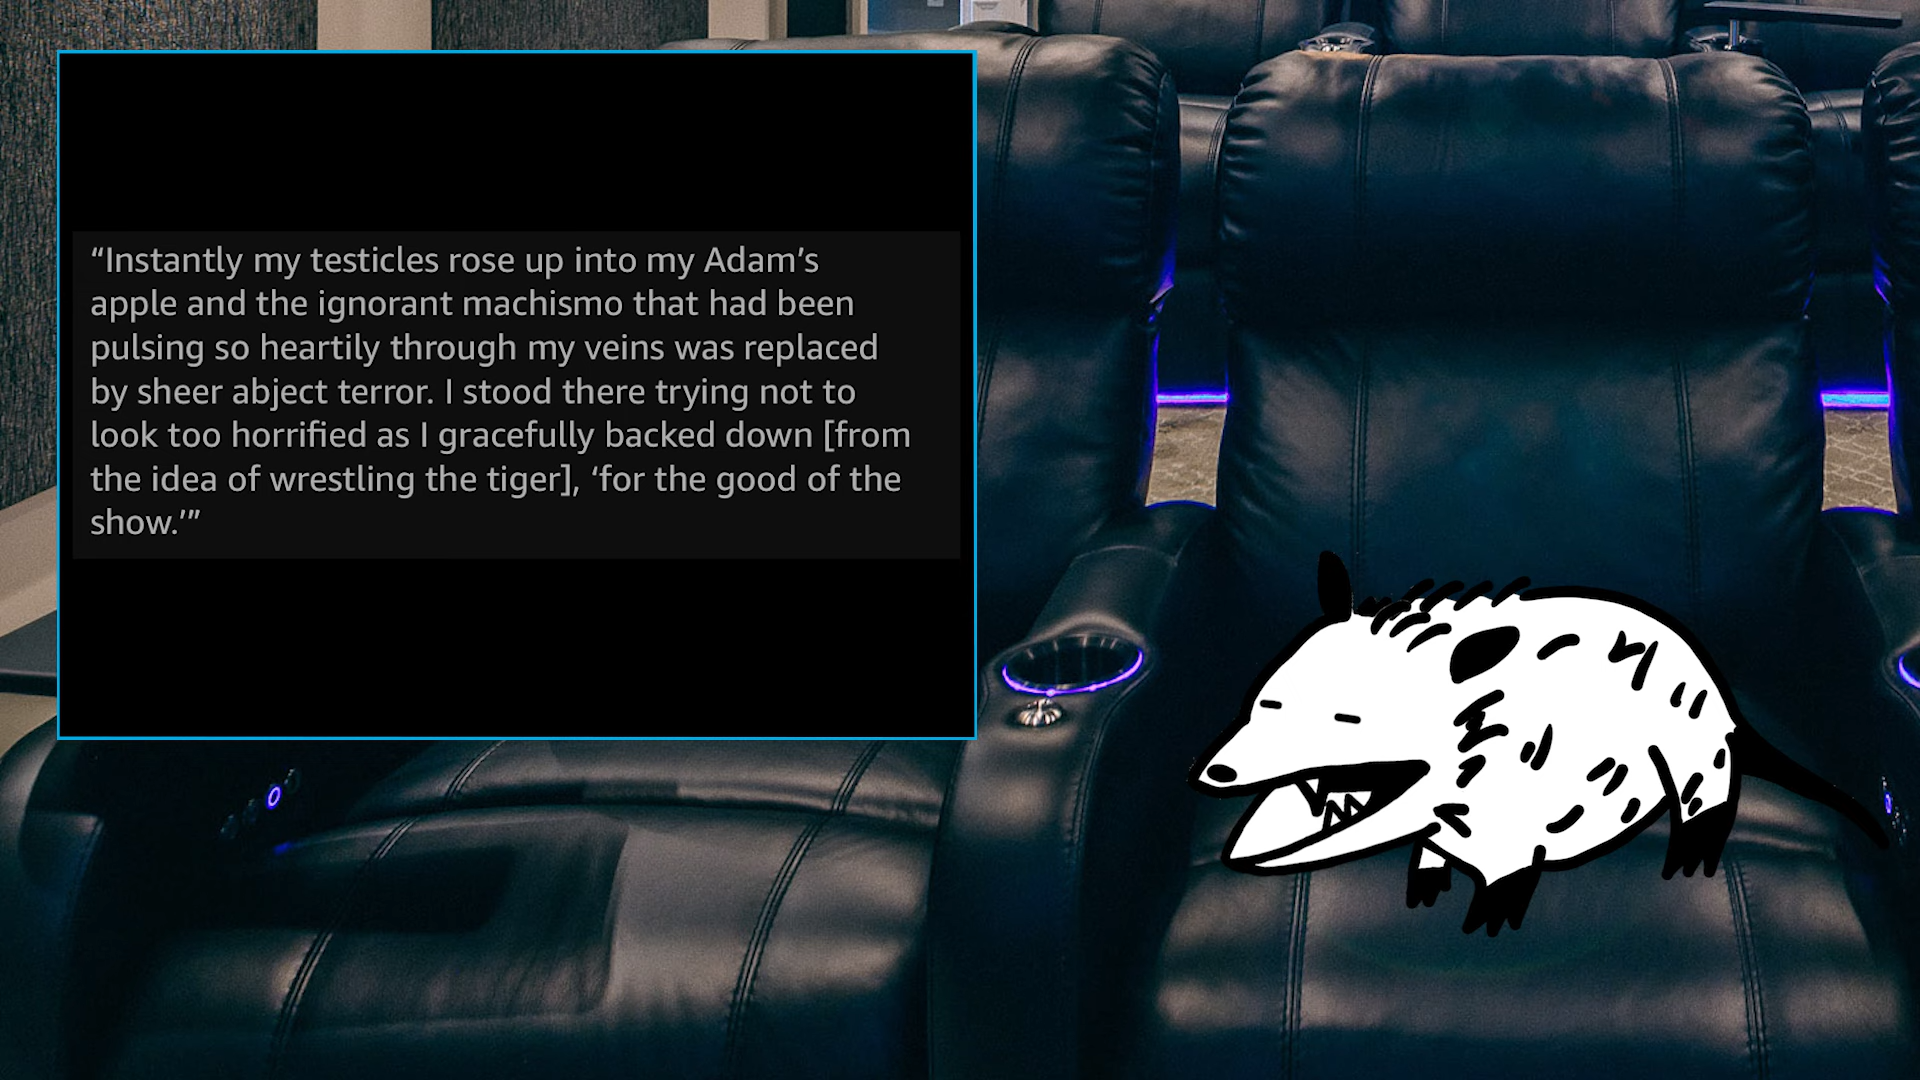 “Instantly my testicles rose up into my Adam’s
apple and the ignorant machismo that had been
pulsing so heartily through my veins was replaced
by sheer abject terror. I stood there trying not to
look too horrified as I gracefully backed down [from
the idea of wrestling the tiger], ‘for the good of the
show.’”